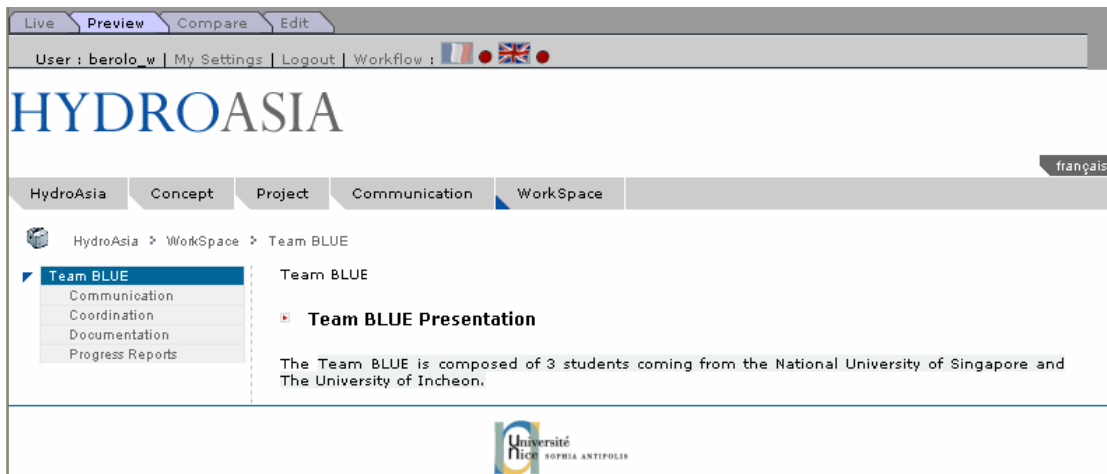 Live Preview Compare Edit
User : berolo_w | My Settings | Logout | Workflow :
HYDROASIA
français
HydroAsia Concept Project Communication WorkSpace
HydroAsia > WorkSpace > Team BLUE
Team BLUE
Communication
Coordination
Documentation
Progress Reports
Team BLUE
Team BLUE Presentation
The Team BLUE is composed of 3 students coming from the National University of Singapore and
The University of Incheon.
Université
Nice SOPHIA ANTIPOLIS